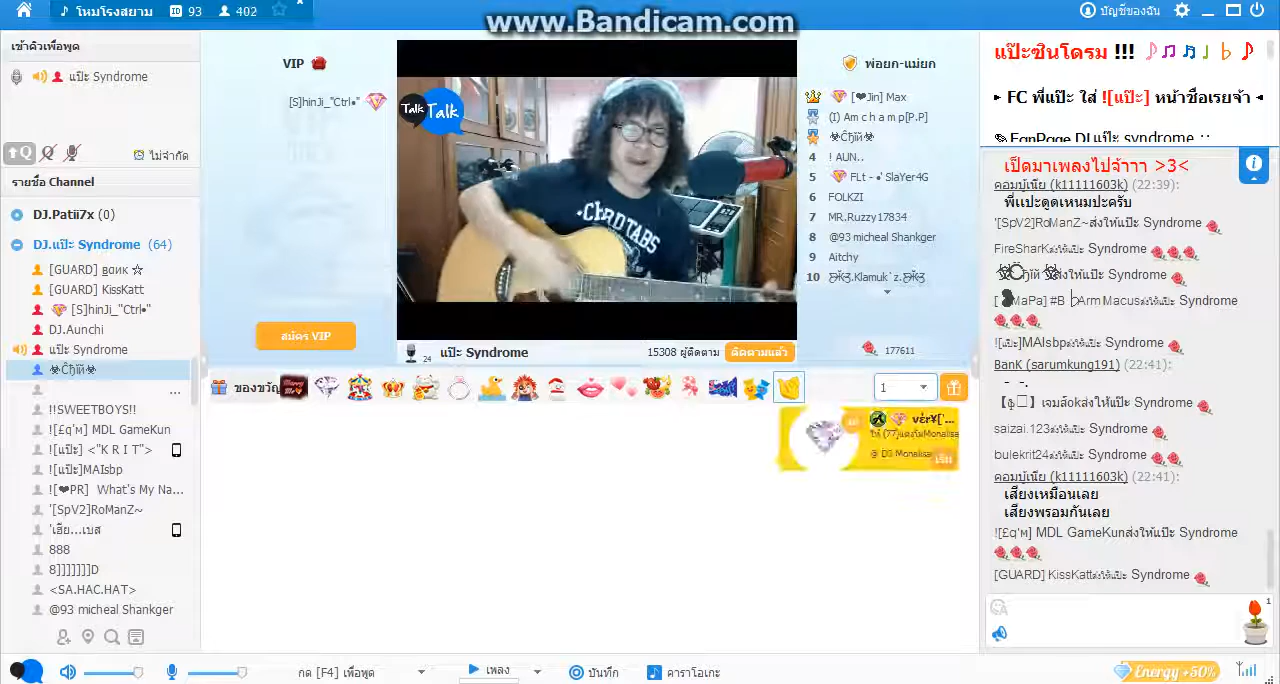 ♪ โหมโรงสยาม ID 93 402
www.Bandicam.com
บัญชีของฉัน
เข้าคิวเพื่อพูด
แป๊ะ Syndrome
ไม่จำกัด
รายชื่อ Channel
DJ.Patii7x (0)
DJ.แป๊ะ Syndrome (64)
[GUARD] ☆
[GUARD] KissKatt
[S]hinJi_"Ctrl•"
DJ.Aunchi
แป๊ะ Syndrome
☣Čђїй☣
...
!!SWEETBOYS!!
![£q'м] MDL GameKun
![แป๊ะ] <"K R I T">
![แป๊ะ]MAIsbp
![❤PR] What's My Na...
'[SpV2]RoManZ~
'เฮีย...เบส
888
8]]]]]]]D
<SA.HAC.HAT>
@93 micheal Shankger
VIP
[S]hinJi_"Ctrl•"
สมัคร VIP
Talk Talk
CHRD TABS
24 แป๊ะ Syndrome 15308 ผู้ติดตาม ติดตามแล้ว
พ่อยก-แม่ยก
[❤Jin] Max
(I) Am c h a m p[P.P]
☣Čђїй☣
4 ! AUN..
5 FLt - •'SlaYer4G
6 FOLKZI
7 MR.Ruzzy17834
8 @93 micheal Shankger
9 Aitchy
10 .Klamuk`z.
177611
ของขวัญ
1
@ DJ Monalisa
แป๊ะซินโดรม !!!
FC พี่แป๊ะ ใส่ ![แป๊ะ] หน้าชื่อเรยจ้า
FanPage DJแป๊ะ syndrome ::
เปิดมาเพลงไปจ้าาา >3<
คอมบู้เนี่ย (k11111603k) (22:39):
พี่แปะดูดเหนมปะครับ
'[SpV2]RoManZ~ส่งให้แป๊ะ Syndrome
FireSharKส่งให้แป๊ะ Syndrome
☣Čђїй☣ส่งให้แป๊ะ Syndrome
MaPa] #B Arm Macusส่งให้แป๊ะ Syndrome
![แป๊ะ]MAIsbpส่งให้แป๊ะ Syndrome
BanK (sarumkung191) (22:41):
-_-.
ส่งให้แป๊ะ Syndrome
saizai.123ส่งให้แป๊ะ Syndrome
bulekrit24ส่งให้แป๊ะ Syndrome
คอมบู้เนี่ย (k11111603k) (22:41):
เสียงเหมือนเลย
เสียงพรอมกันเลย
![£q'м] MDL GameKunส่งให้แป๊ะ Syndrome
[GUARD] KissKattส่งให้แป๊ะ Syndrome
1
กด [F4] เพื่อพูด เพลง บันทึก คาราโอเกะ
Energy +50%